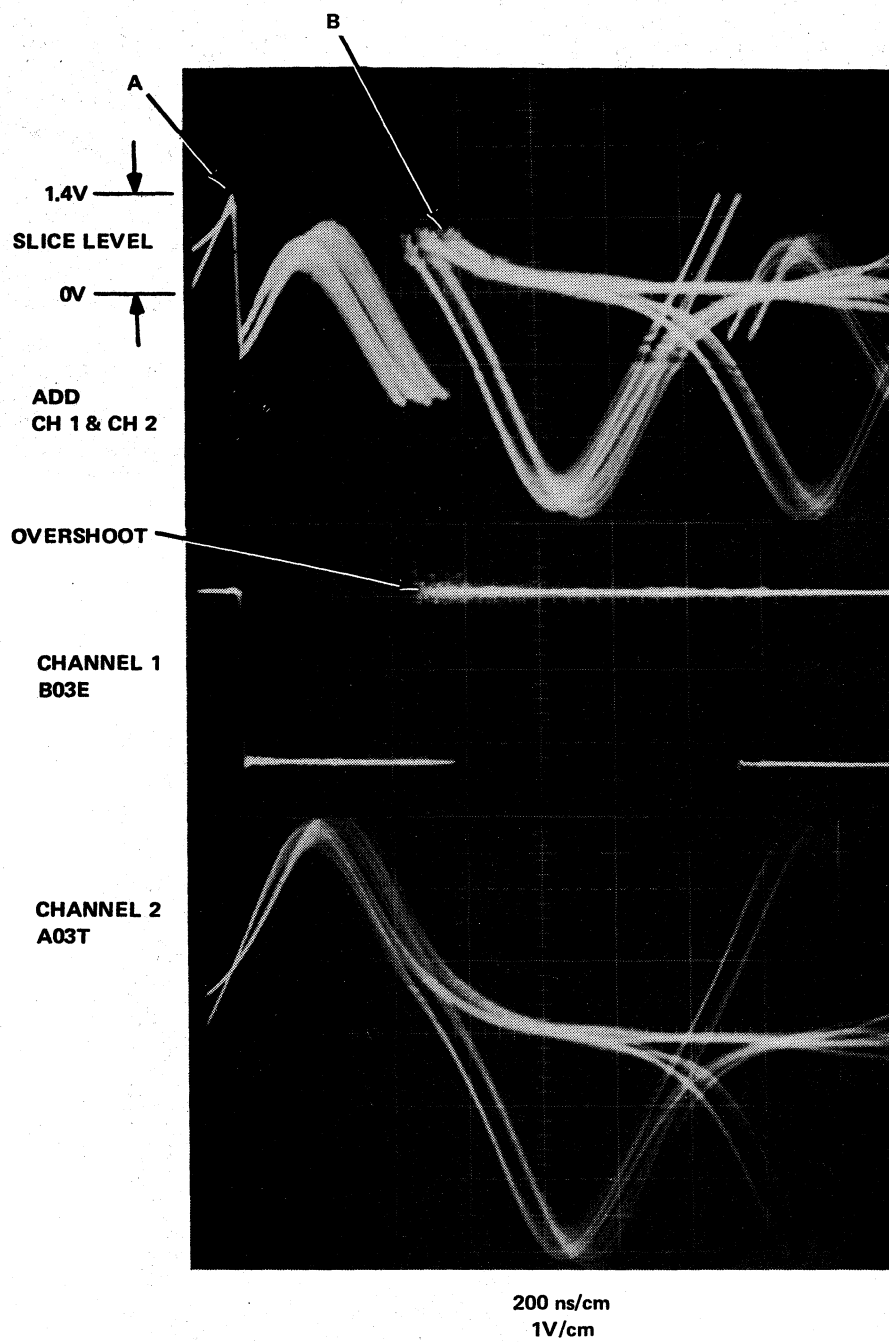 B
A
1.4V
SLICE LEVEL
0V
ADD
CH 1 & CH 2
OVERSHOOT
CHANNEL 1
B03E
CHANNEL 2
A03T
200 ns/cm
1V/cm